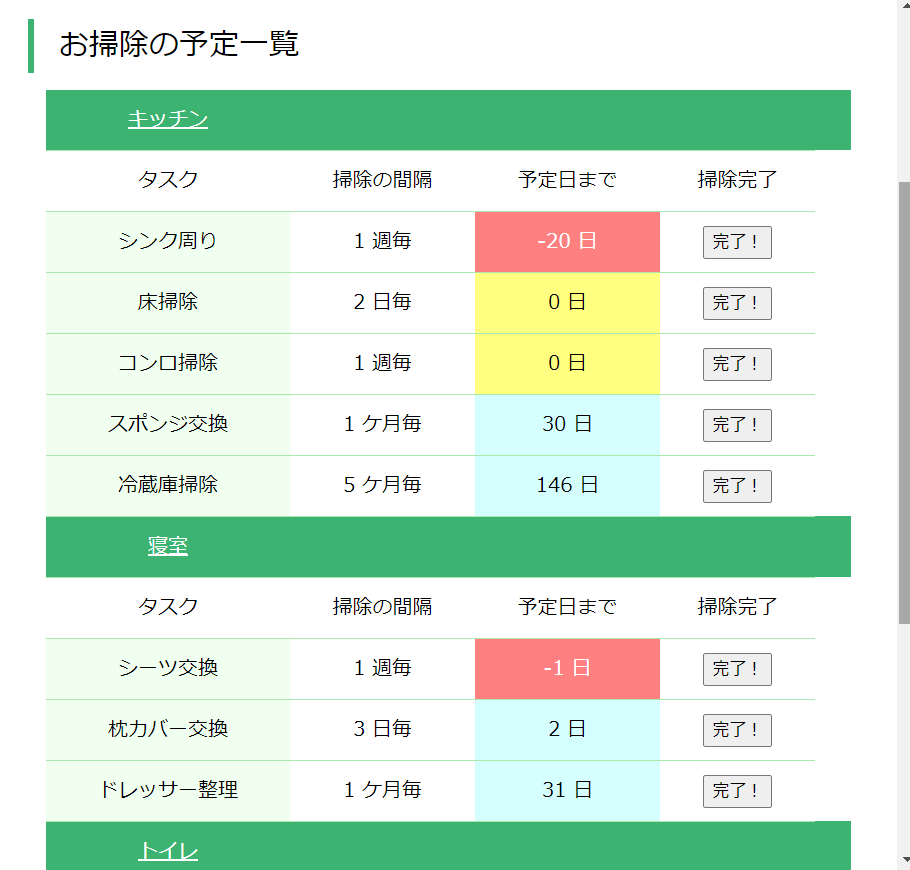 お掃除の予定一覧
キッチン
タスク 掃除の間隔 予定日まで 掃除完了
シンク周り 1 週毎 -20 日 完了！
床掃除 2 日毎 0 日 完了！
コンロ掃除 1 週毎 0 日 完了！
スポンジ交換 1 ケ月毎 30 日 完了！
冷蔵庫掃除 5 ケ月毎 146 日 完了！
寝室
タスク 掃除の間隔 予定日まで 掃除完了
シーツ交換 1 週毎 -1 日 完了！
枕カバー交換 3 日毎 2 日 完了！
ドレッサー整理 1 ケ月毎 31 日 完了！
トイレ